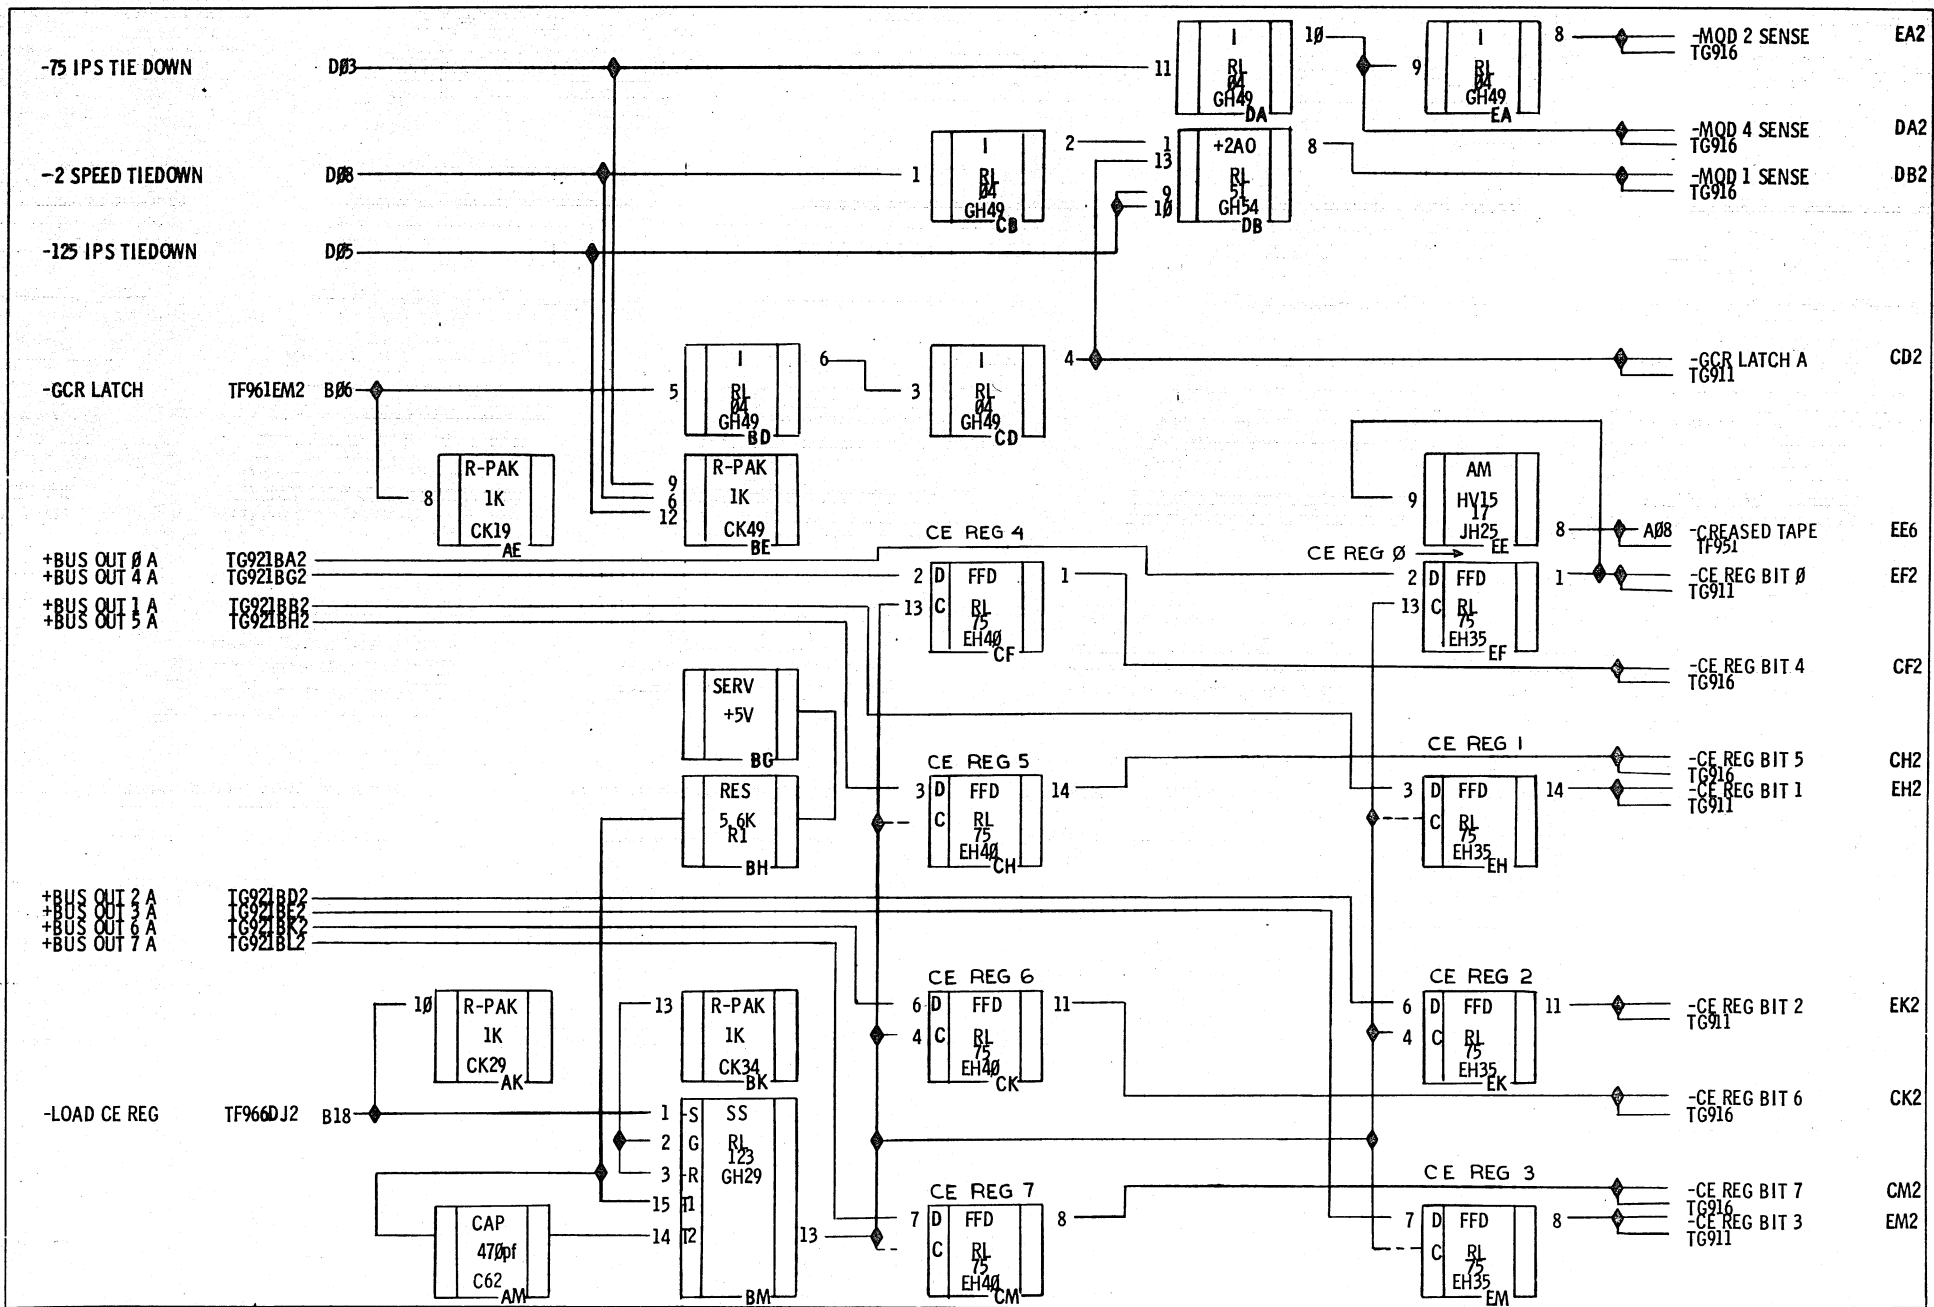 -75 IPS TIE DOWN DØ3
11 I RL Ø4 GH49 DA 1Ø
9 I RL Ø4 GH49 EA 8
-MOD 2 SENSE EA2
TG916
-MOD 4 SENSE DA2
TG916
-2 SPEED TIEDOWN DØ8
1 I RL Ø4 GH49 CB 2
1 13 9 1Ø +2AO RL 51 GH54 DB 8
-MOD 1 SENSE DB2
TG916
-125 IPS TIEDOWN DØ5
-GCR LATCH TF961EM2 BØ6
5 I RL Ø4 GH49 BD 6
3 I RL Ø4 GH49 CD 4
-GCR LATCH A CD2
TG911
8 R-PAK 1K CK19 AE
9 6 12 R-PAK 1K CK49 BE
9 AM HV15 17 JH25 EE 8
AØ8 -CREASED TAPE EE6
TF951
+BUS OUT Ø A TG921BA2
+BUS OUT 4 A TG921BG2
+BUS OUT 1 A TG921BB2
+BUS OUT 5 A TG921BH2
CE REG 4
2 D FFD 1
13 C RL 75 EH4Ø CF
CE REG Ø
2 D FFD 1
13 C RL 75 EH35 EF
-CE REG BIT Ø EF2
TG911
-CE REG BIT 4 CF2
TG916
SERV +5V BG
RES 5.6K R1 BH
CE REG 5
3 D FFD 14
C RL 75 EH4Ø CH
CE REG 1
3 D FFD 14
C RL 75 EH35 EH
-CE REG BIT 5 CH2
TG916
-CE REG BIT 1 EH2
TG911
+BUS OUT 2 A TG921BD2
+BUS OUT 3 A TG921BE2
+BUS OUT 6 A TG921BK2
+BUS OUT 7 A TG921BL2
1Ø R-PAK 1K CK29 AK
13 R-PAK 1K CK34 BK
CE REG 6
6 D FFD 11
4 C RL 75 EH4Ø CK
CE REG 2
6 D FFD 11
4 C RL 75 EH35 EK
-CE REG BIT 2 EK2
TG911
-CE REG BIT 6 CK2
TG916
-LOAD CE REG TF966DJ2 B18
1 -S SS
2 G RL 123
3 -R GH29
15 T1
14 T2 13
BM
CAP 47Øpf C62 AM
CE REG 7
7 D FFD 8
C RL 75 EH4Ø CM
CE REG 3
7 D FFD 8
C RL 75 EH35 EM
-CE REG BIT 7 CM2
TG916
-CE REG BIT 3 EM2
TG911